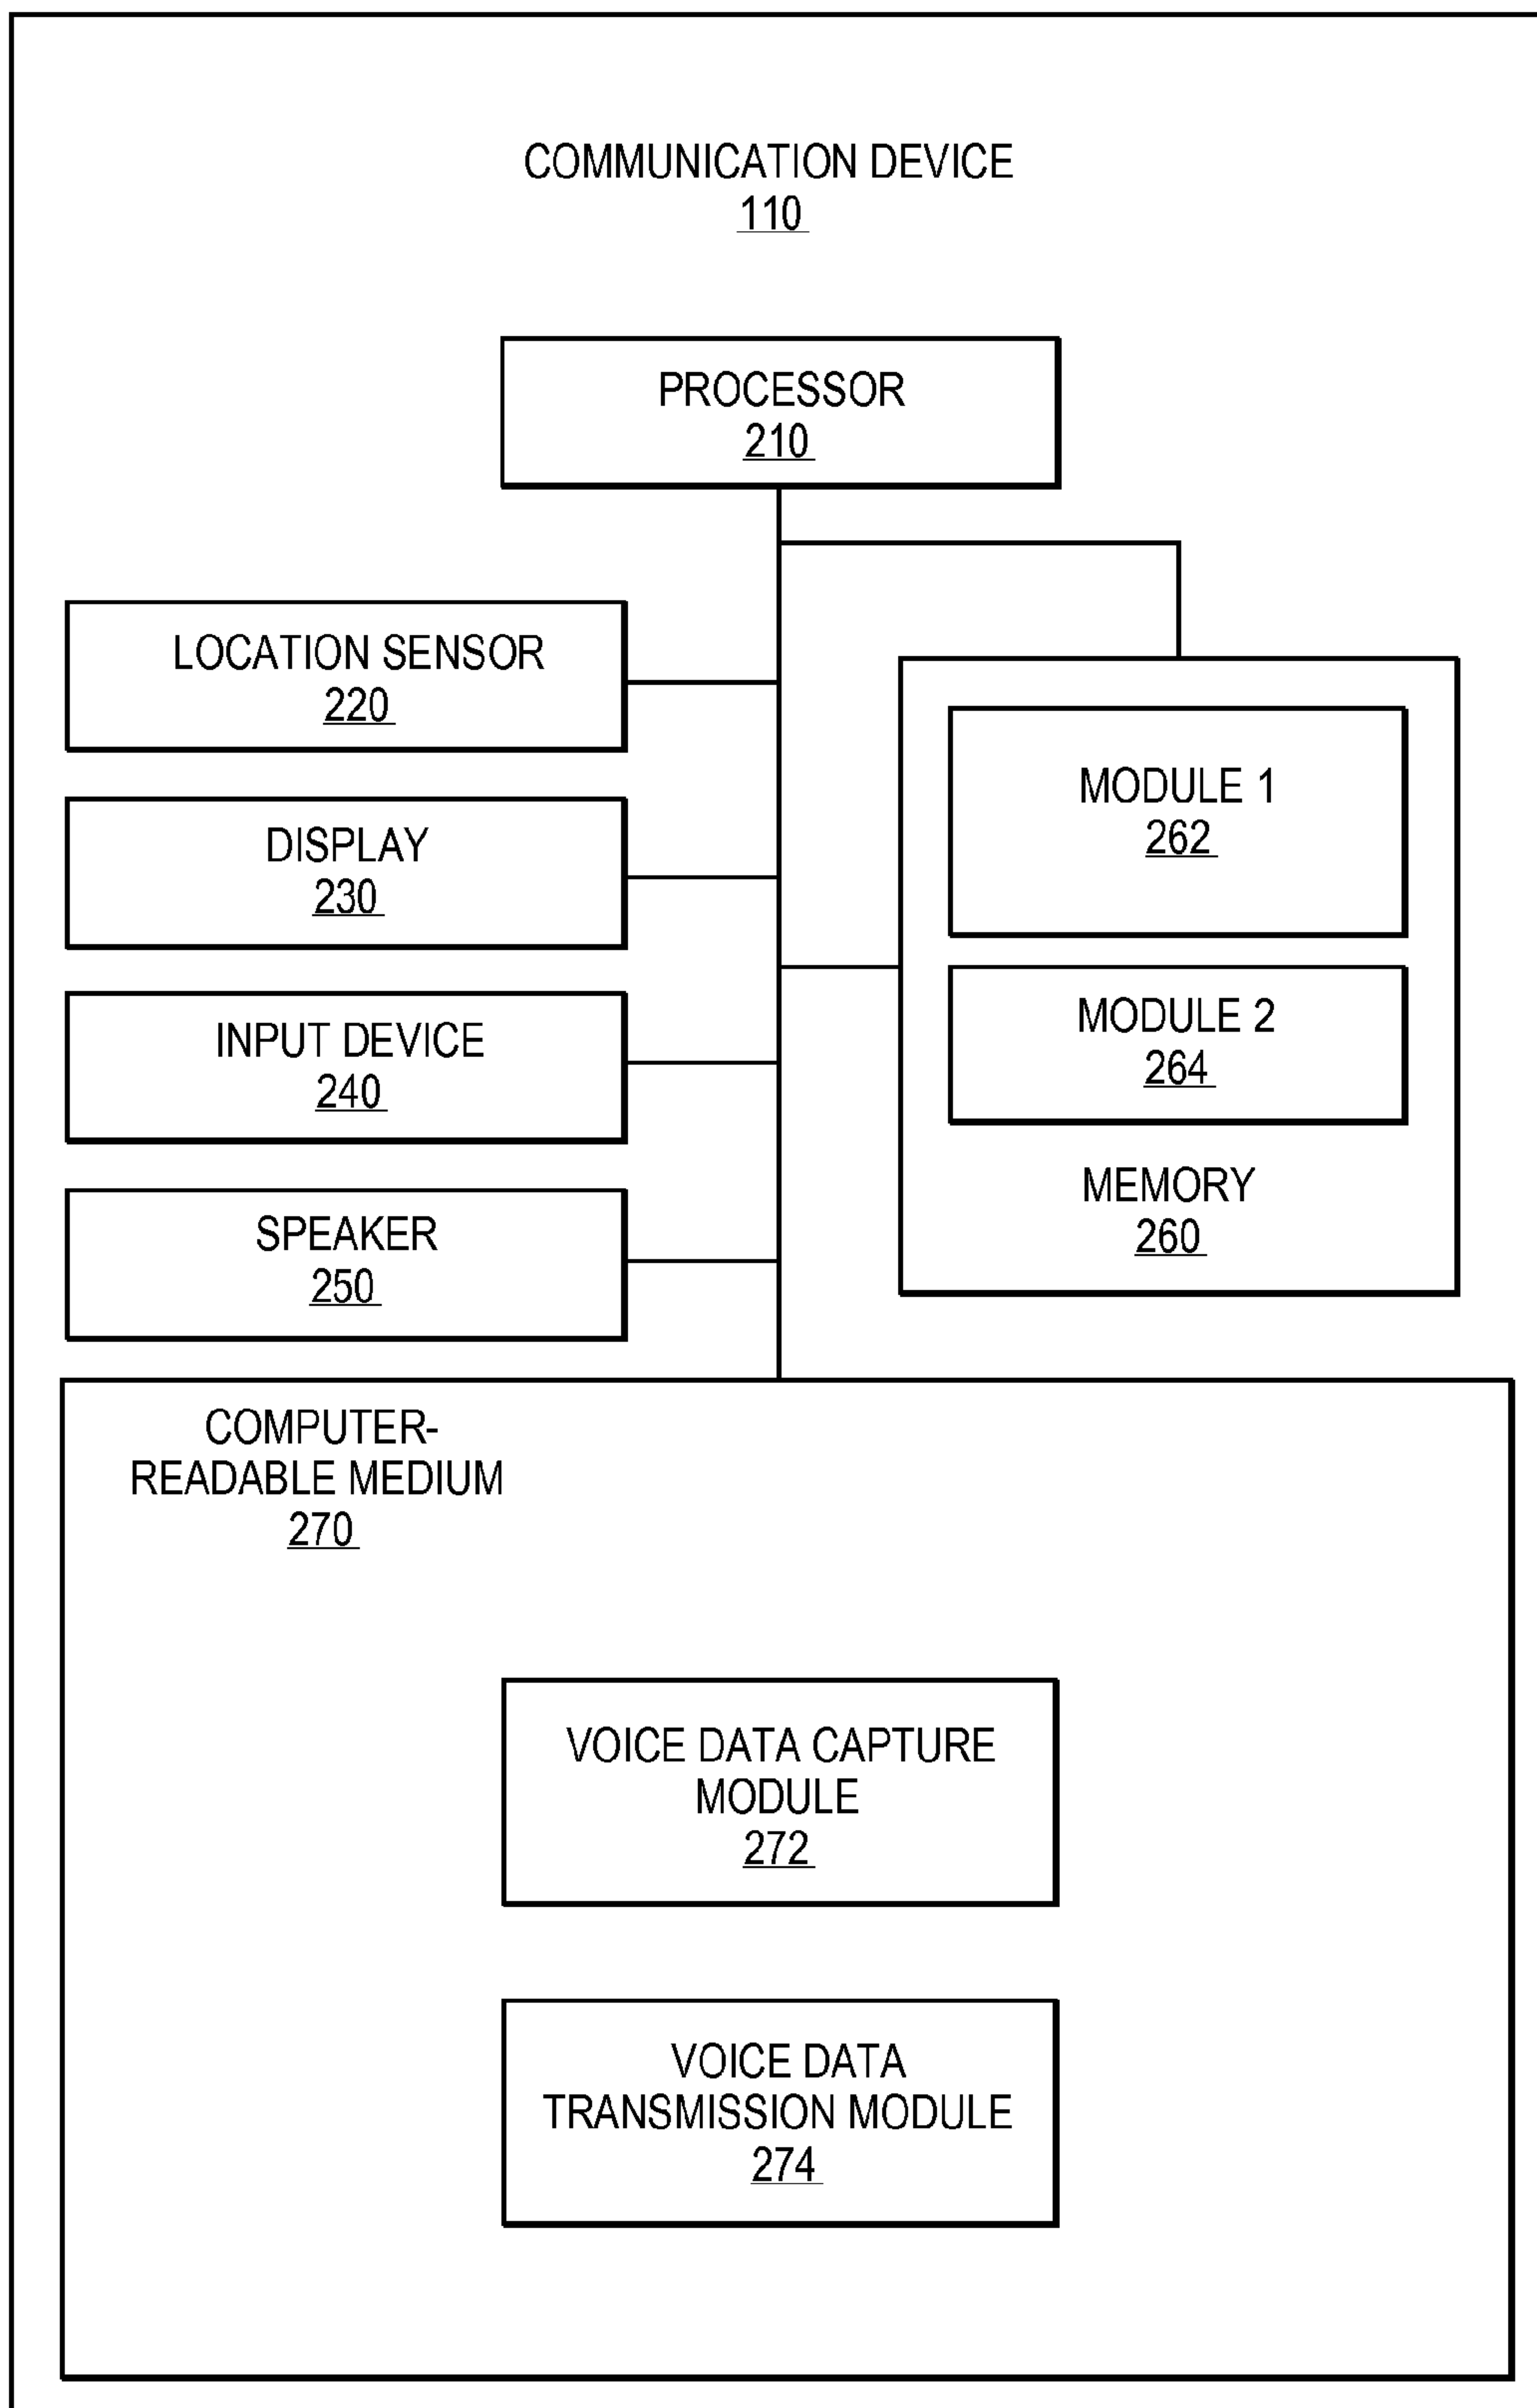 COMMUNICATION DEVICE
110
PROCESSOR
210
LOCATION SENSOR
220
DISPLAY
230
INPUT DEVICE
240
SPEAKER
250
MODULE 1
262
MODULE 2
264
MEMORY
260
COMPUTER-
READABLE MEDIUM
270
VOICE DATA CAPTURE
MODULE
272
VOICE DATA
TRANSMISSION MODULE
274